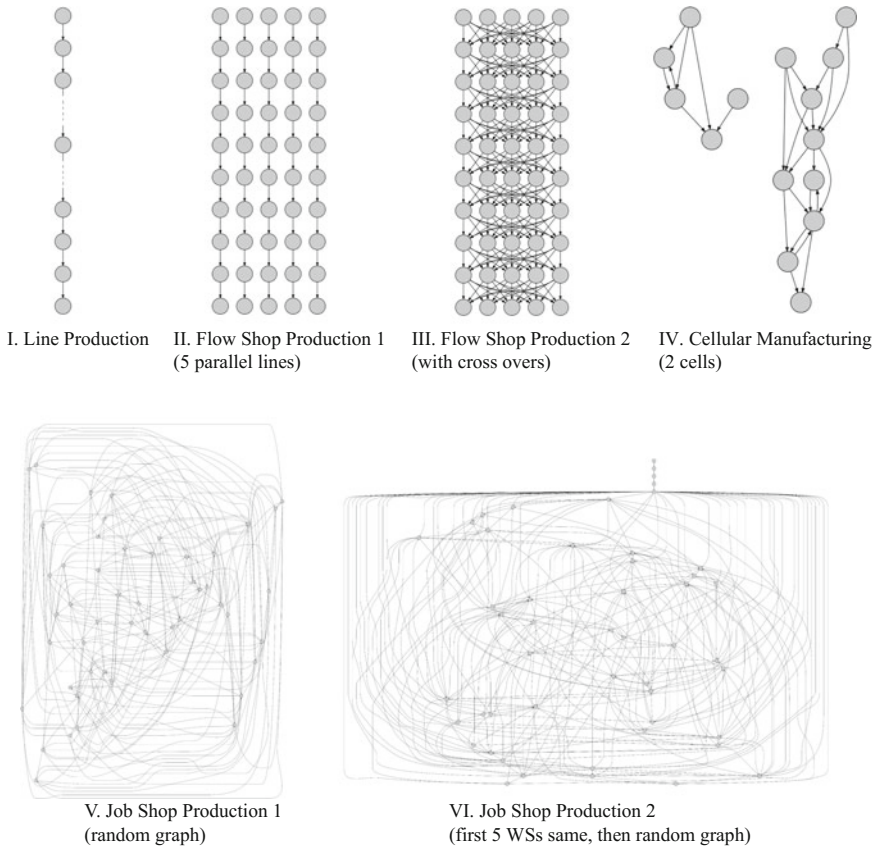 I. Line Production
II. Flow Shop Production 1
(5 parallel lines)
III. Flow Shop Production 2
(with cross overs)
IV. Cellular Manufacturing
(2 cells)
V. Job Shop Production 1
(random graph)
VI. Job Shop Production 2
(first 5 WSs same, then random graph)